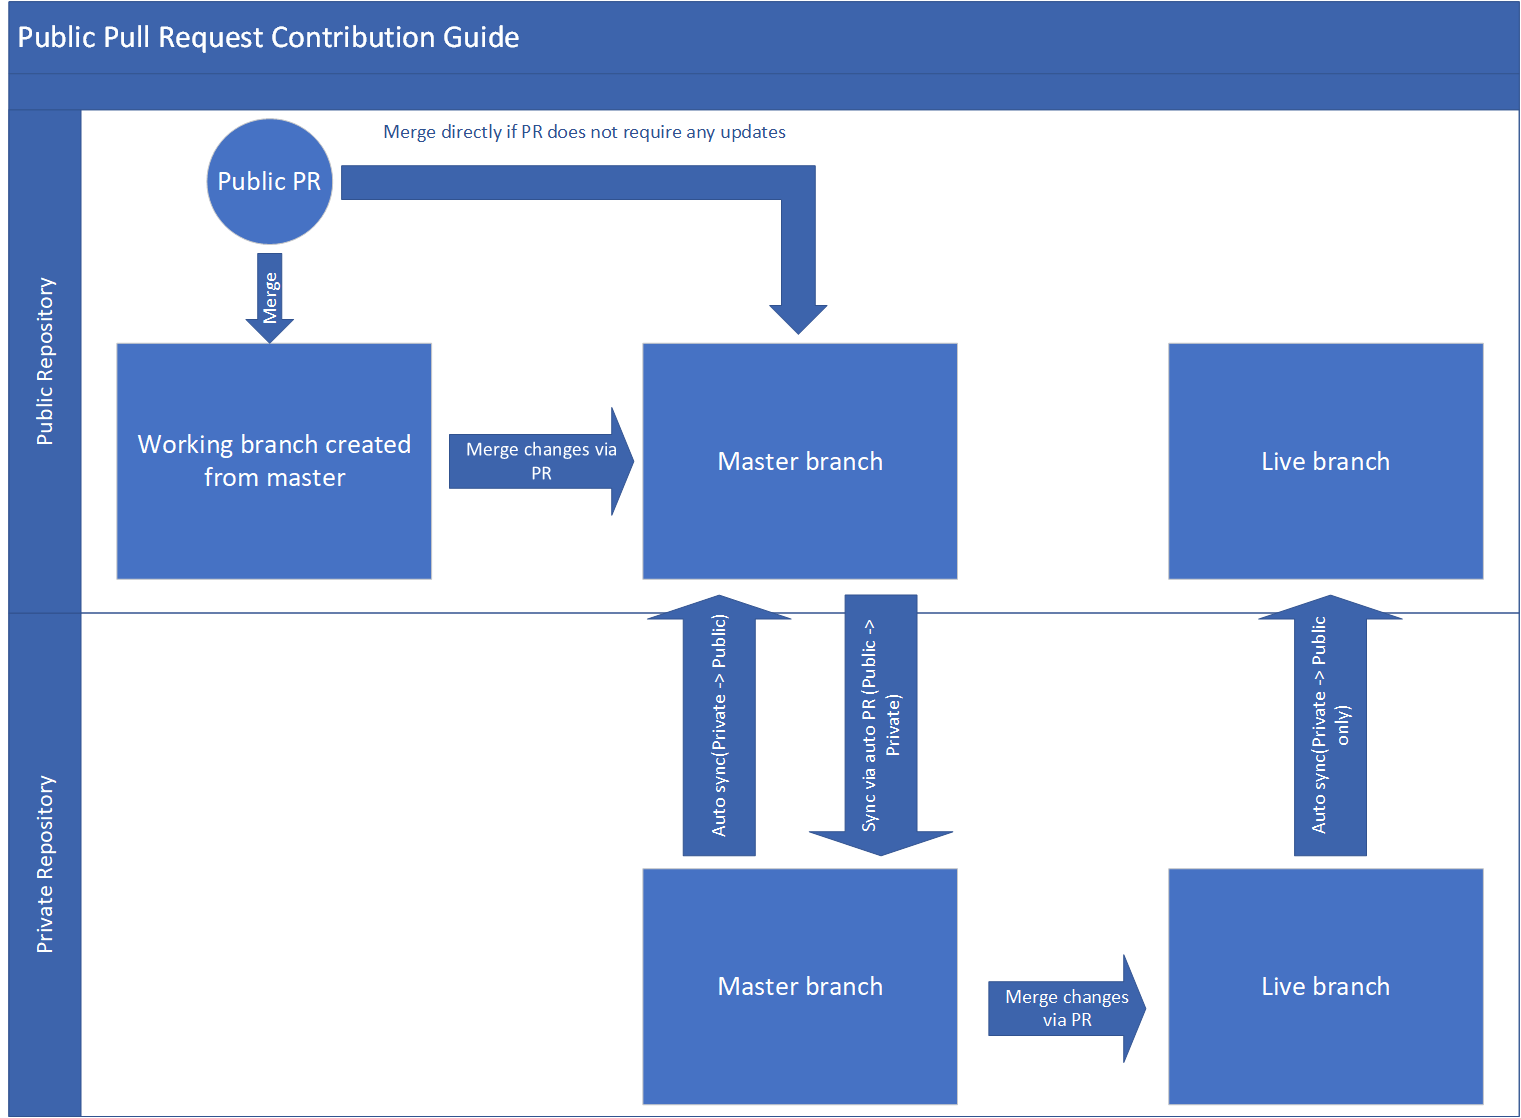 Public Pull Request Contribution Guide
Public Repository
Public PR
Merge directly if PR does not require any updates
Merge
Working branch created
from master
Merge changes via
PR
Master branch
Live branch
Auto sync(Private -> Public)
Sync via auto PR (Public ->
Private)
Auto sync(Private -> Public
only)
Private Repository
Master branch
Merge changes
via PR
Live branch